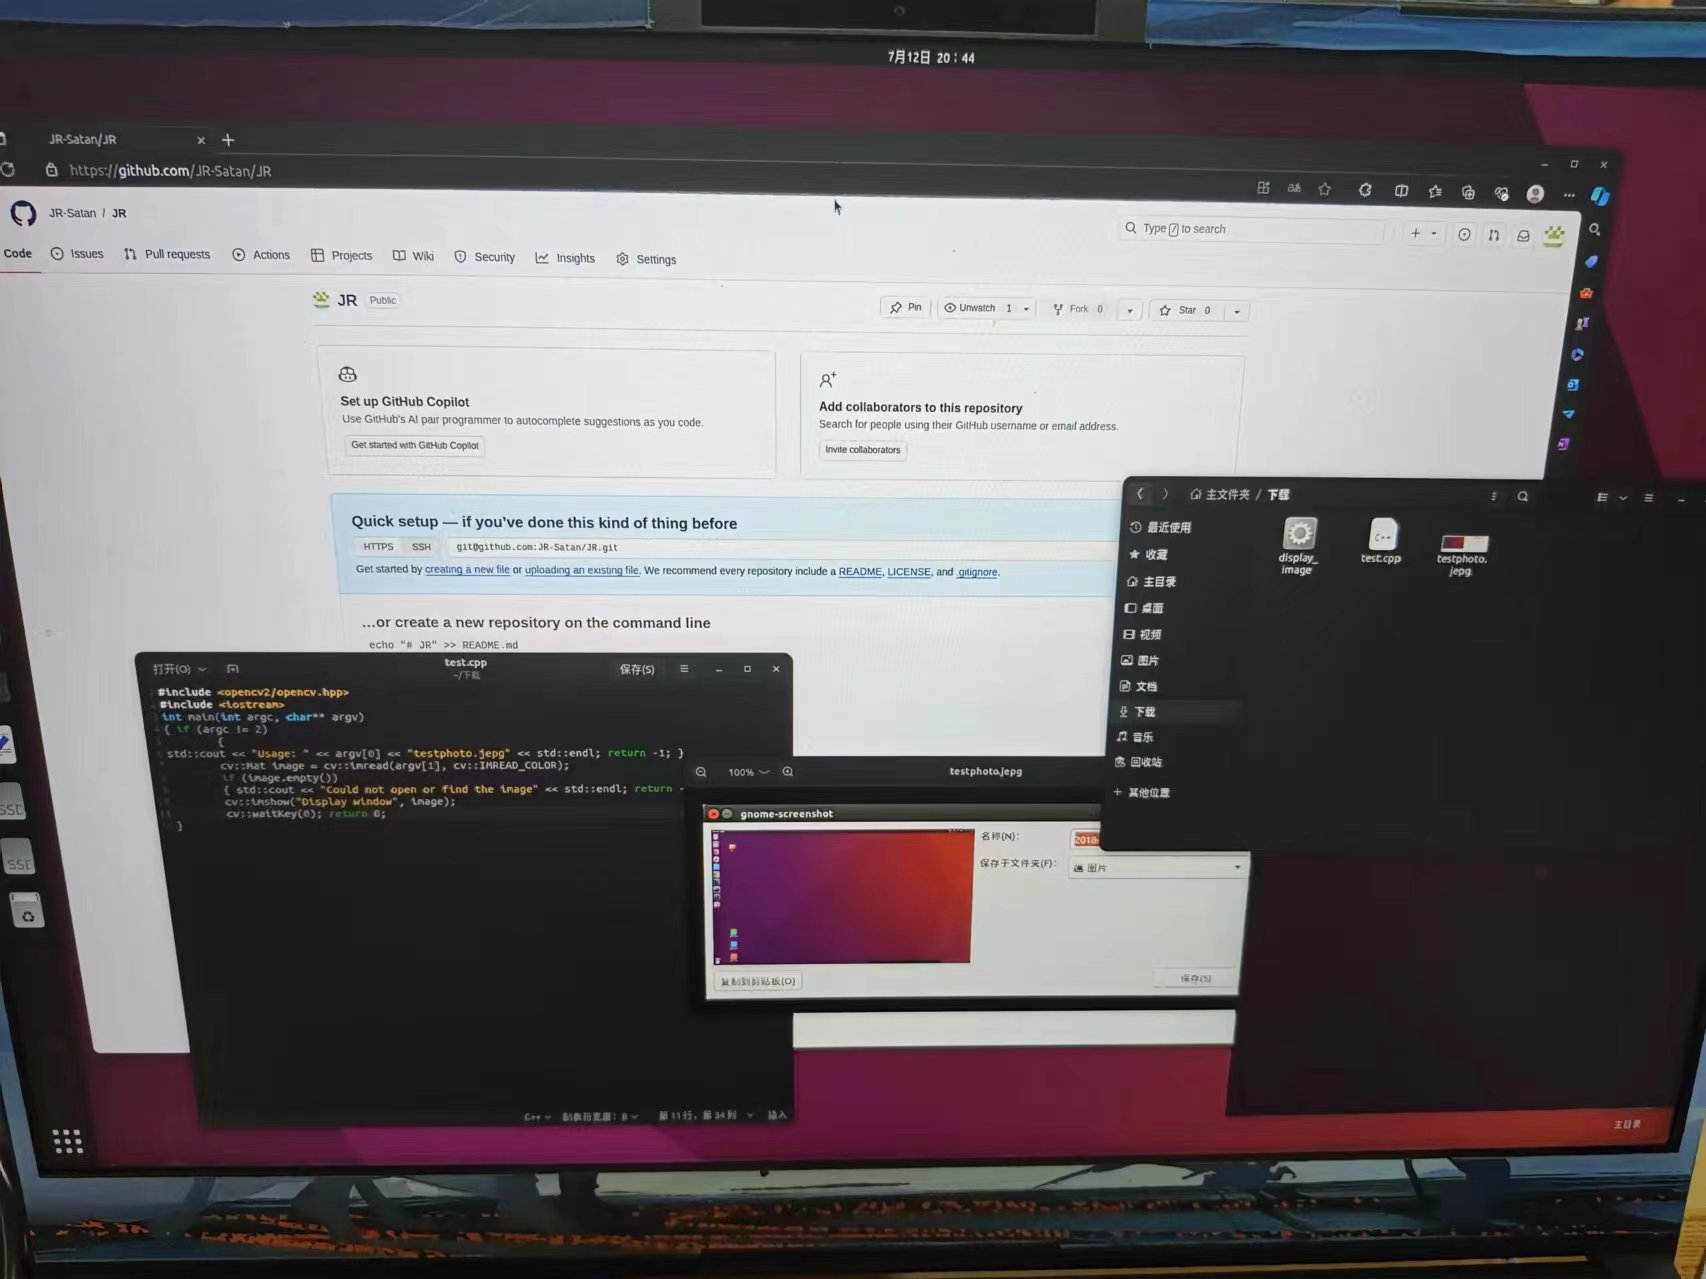 7月12日 20：44
JR-Satan/JR
https://github.com/JR-Satan/JR
JR-Satan / JR
Type / to search
Code Issues Pull requests Actions Projects Wiki Security Insights Settings
JR Public
Pin Unwatch 1 Fork 0 Star 0
Set up GitHub Copilot
Use GitHub's AI pair programmer to autocomplete suggestions as you code.
Get started with GitHub Copilot
Add collaborators to this repository
Search for people using their GitHub username or email address.
Invite collaborators
Quick setup — if you've done this kind of thing before
HTTPS SSH git@github.com:JR-Satan/JR.git
Get started by creating a new file or uploading an existing file. We recommend every repository include a README, LICENSE, and .gitignore.
…or create a new repository on the command line
echo "# JR" >> README.md
主文件夹 / 下载
最近使用
收藏
主目录
桌面
视频
图片
文档
下载
音乐
回收站
+ 其他位置
display_
image
test.cpp
testphoto.
jepg
打开(O) test.cpp 保存(S)
~/下载
#include <opencv2/opencv.hpp>
#include <iostream>
int main(int argc, char** argv)
{ if (argc != 2)
{
std::cout << "Usage: " << argv[0] << "testphoto.jepg" << std::endl; return -1; }
cv::Mat image = cv::imread(argv[1], cv::IMREAD_COLOR);
if (image.empty())
{ std::cout << "Could not open or find the image" << std::endl; return -
cv::imshow("Display window", image);
cv::waitKey(0); return 0;
}
C++ 制表符宽度：8 第 11 行，第 34 列 插入
100% testphoto.jepg
gnome-screenshot
名称(N)： 2018-
保存于文件夹(F)： 图片
复制到剪贴板(O) 保存(S)
SSD
SSD
主目录